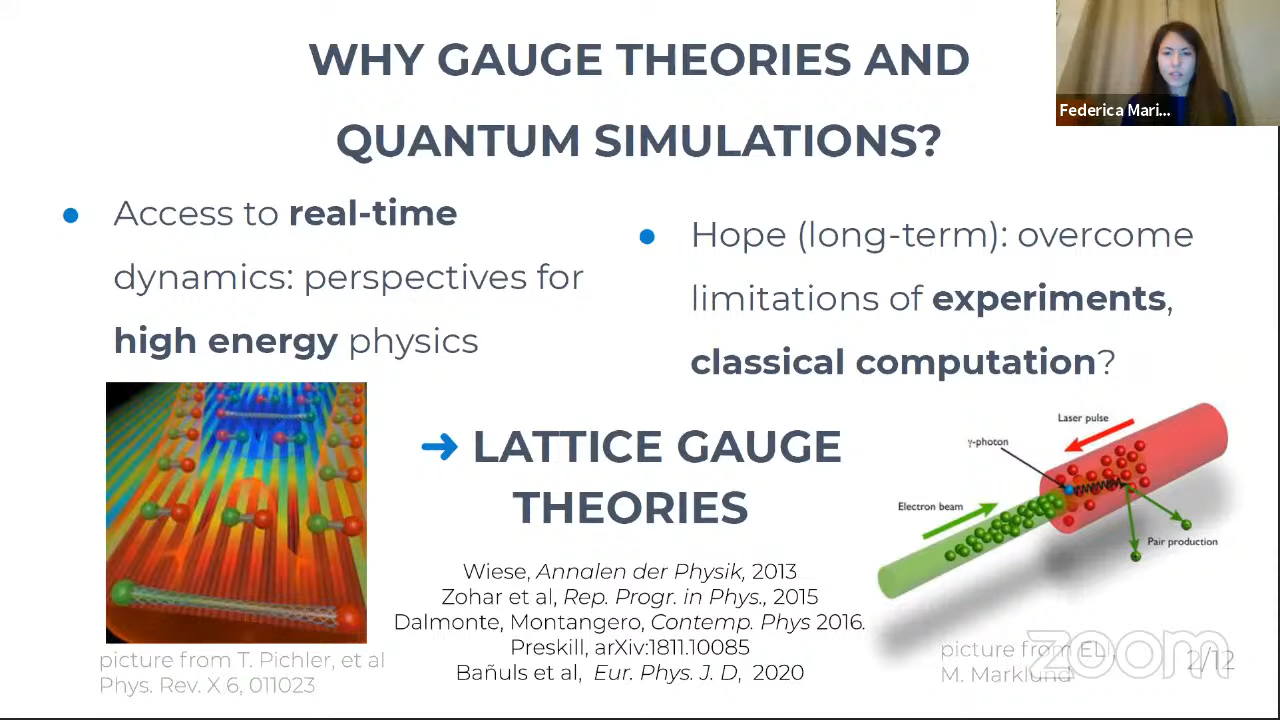 WHY GAUGE THEORIES AND
QUANTUM SIMULATIONS?
Federica Mari...
● Access to real-time
dynamics: perspectives for
high energy physics
● Hope (long-term): overcome
limitations of experiments,
classical computation?
➜ LATTICE GAUGE
THEORIES
Laser pulse
γ-photon
Electron beam
Pair production
Wiese, Annalen der Physik, 2013
Zohar et al, Rep. Progr. in Phys., 2015
Dalmonte, Montangero, Contemp. Phys 2016.
Preskill, arXiv:1811.10085
Bañuls et al, Eur. Phys. J. D, 2020
picture from T. Pichler, et al
Phys. Rev. X 6, 011023
picture from ELI,
M. Marklund
zoom
2/12